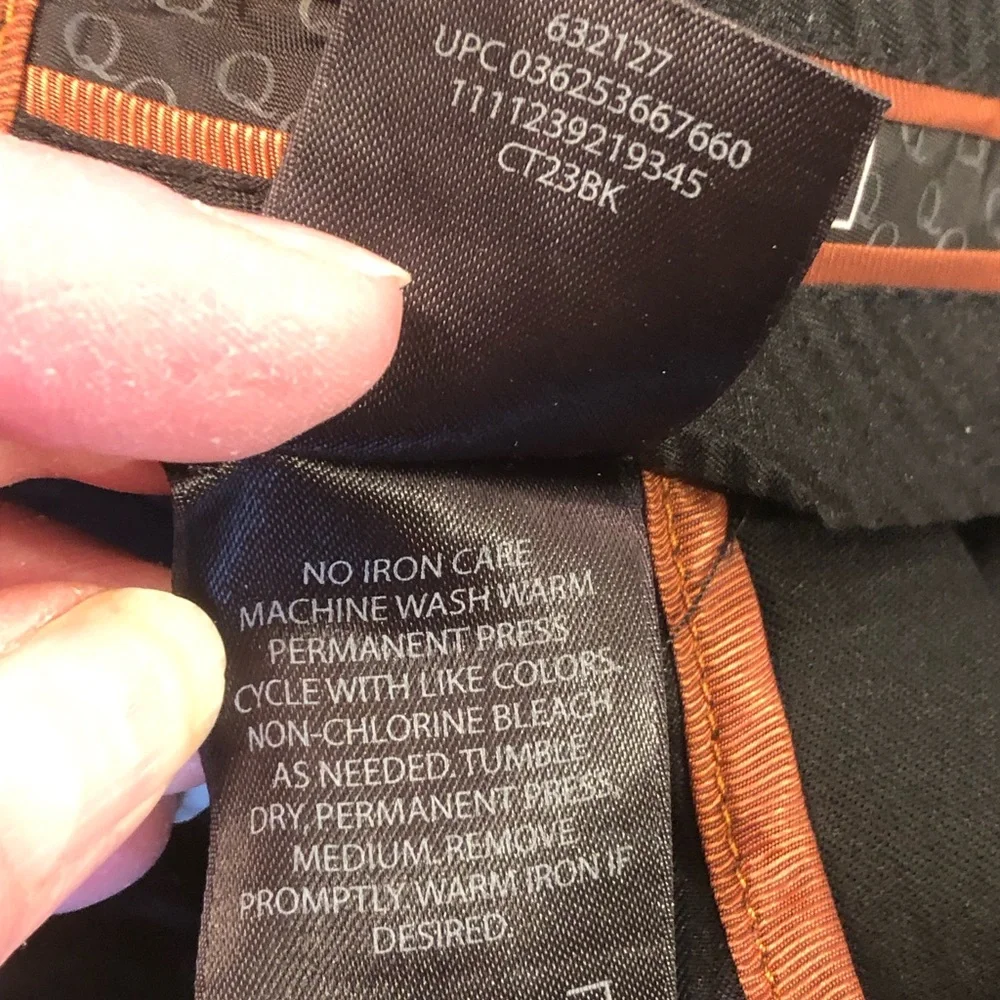 632127
UPC 036253667660
1111239219345
CT23BK
NO IRON CARE
MACHINE WASH WARM
PERMANENT PRESS
CYCLE WITH LIKE COLORS.
NON-CHLORINE BLEACH
AS NEEDED. TUMBLE
DRY, PERMANENT PRESS,
MEDIUM. REMOVE
PROMPTLY. WARM IRON IF
DESIRED.